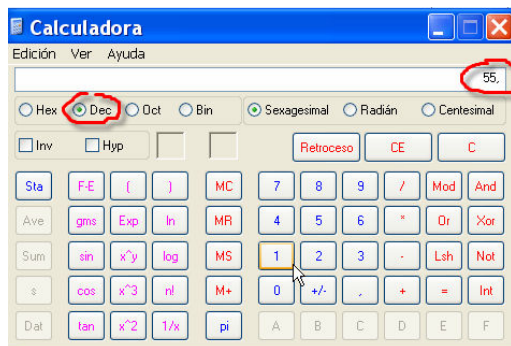 Calculadora
Edición Ver Ayuda
55,
Hex Dec Oct Bin Sexagesimal Radián Centesimal
Inv Hyp Retroceso CE C
Sta F-E ( ) MC 7 8 9 / Mod And
Ave gms Exp ln MR 4 5 6 * Or Xor
Sum sin x^y log MS 1 2 3 - Lsh Not
s cos x^3 n! M+ 0 +/- , + = Int
Dat tan x^2 1/x pi A B C D E F